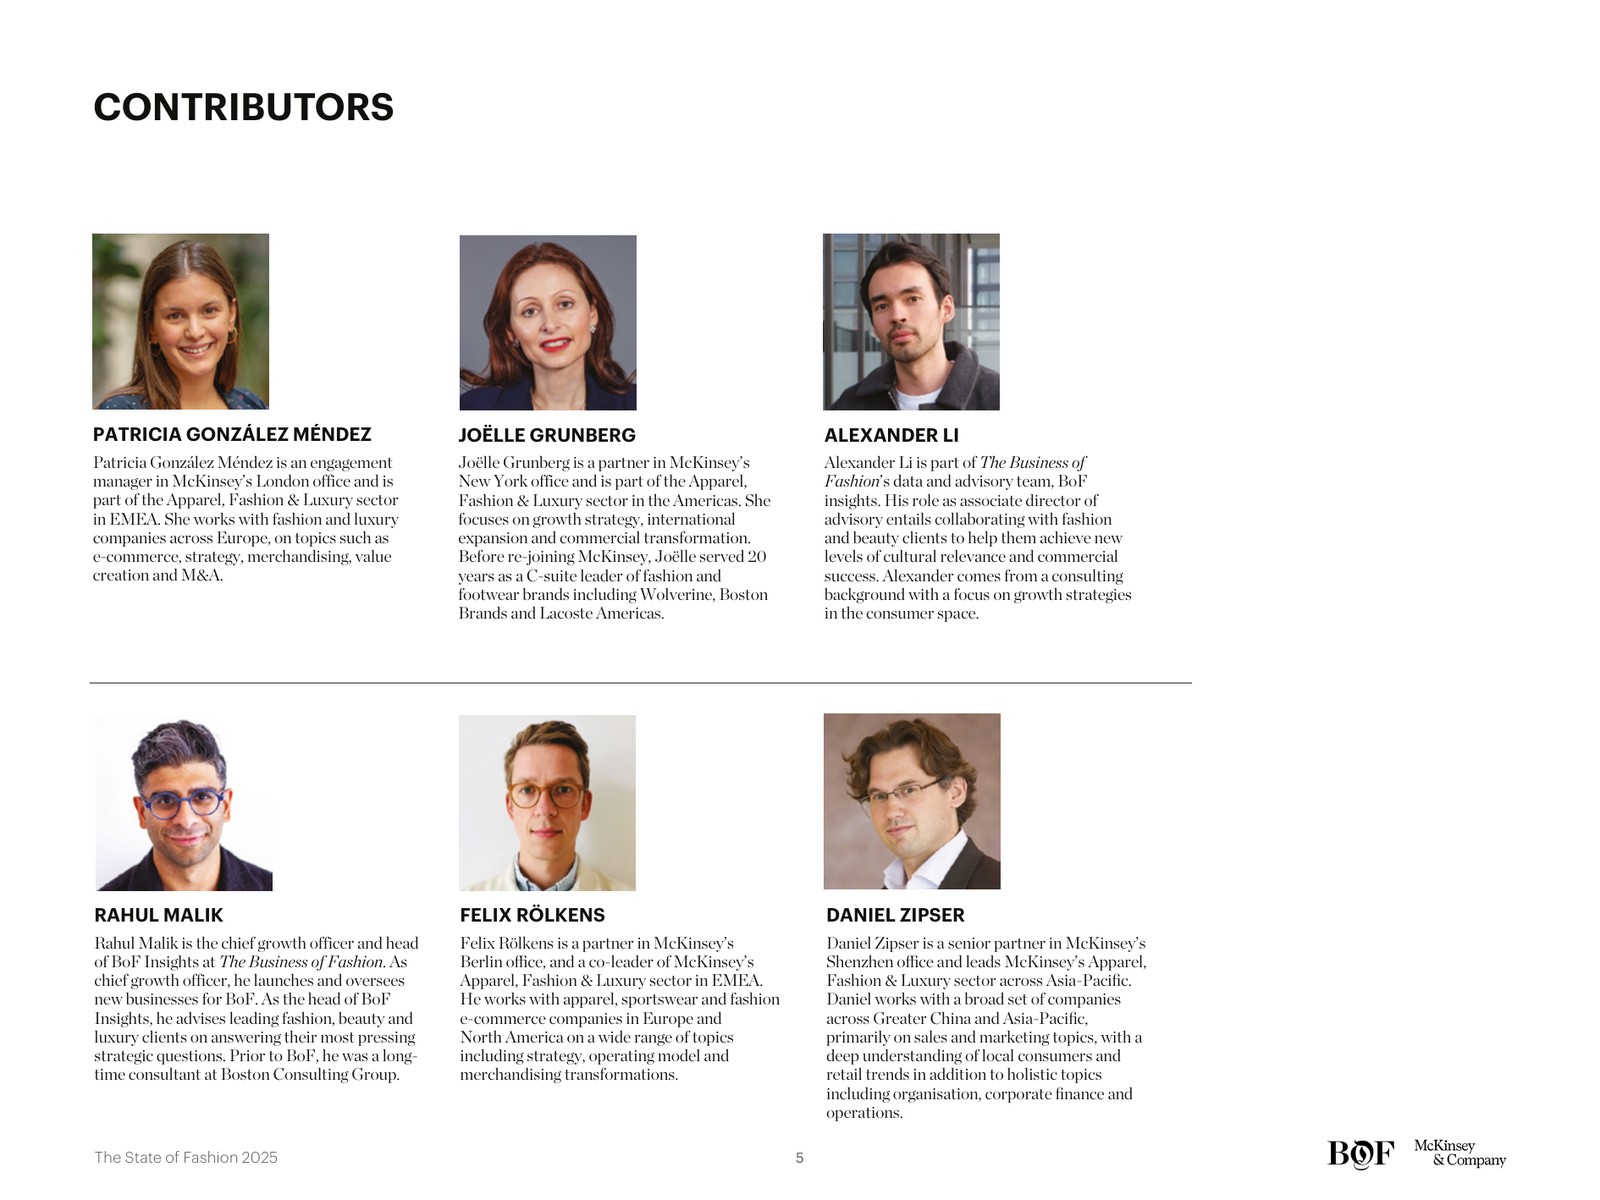 CONTRIBUTORS
PATRICIA GONZÁLEZ MÉNDEZ
Patricia González Méndez is an engagement
manager in McKinsey’s London office and is
part of the Apparel, Fashion & Luxury sector
in EMEA. She works with fashion and luxury
companies across Europe, on topics such as
e-commerce, strategy, merchandising, value
creation and M&A.
JOËLLE GRUNBERG
Joëlle Grunberg is a partner in McKinsey’s
New York office and is part of the Apparel,
Fashion & Luxury sector in the Americas. She
focuses on growth strategy, international
expansion and commercial transformation.
Before re-joining McKinsey, Joëlle served 20
years as a C-suite leader of fashion and
footwear brands including Wolverine, Boston
Brands and Lacoste Americas.
ALEXANDER LI
Alexander Li is part of The Business of
Fashion’s data and advisory team, BoF
insights. His role as associate director of
advisory entails collaborating with fashion
and beauty clients to help them achieve new
levels of cultural relevance and commercial
success. Alexander comes from a consulting
background with a focus on growth strategies
in the consumer space.
RAHUL MALIK
Rahul Malik is the chief growth officer and head
of BoF Insights at The Business of Fashion. As
chief growth officer, he launches and oversees
new businesses for BoF. As the head of BoF
Insights, he advises leading fashion, beauty and
luxury clients on answering their most pressing
strategic questions. Prior to BoF, he was a long-
time consultant at Boston Consulting Group.
FELIX RÖLKENS
Felix Rölkens is a partner in McKinsey’s
Berlin office, and a co-leader of McKinsey’s
Apparel, Fashion & Luxury sector in EMEA.
He works with apparel, sportswear and fashion
e-commerce companies in Europe and
North America on a wide range of topics
including strategy, operating model and
merchandising transformations.
DANIEL ZIPSER
Daniel Zipser is a senior partner in McKinsey’s
Shenzhen office and leads McKinsey’s Apparel,
Fashion & Luxury sector across Asia-Pacific.
Daniel works with a broad set of companies
across Greater China and Asia-Pacific,
primarily on sales and marketing topics, with a
deep understanding of local consumers and
retail trends in addition to holistic topics
including organisation, corporate finance and
operations.
The State of Fashion 2025
5
BOF
McKinsey
& Company